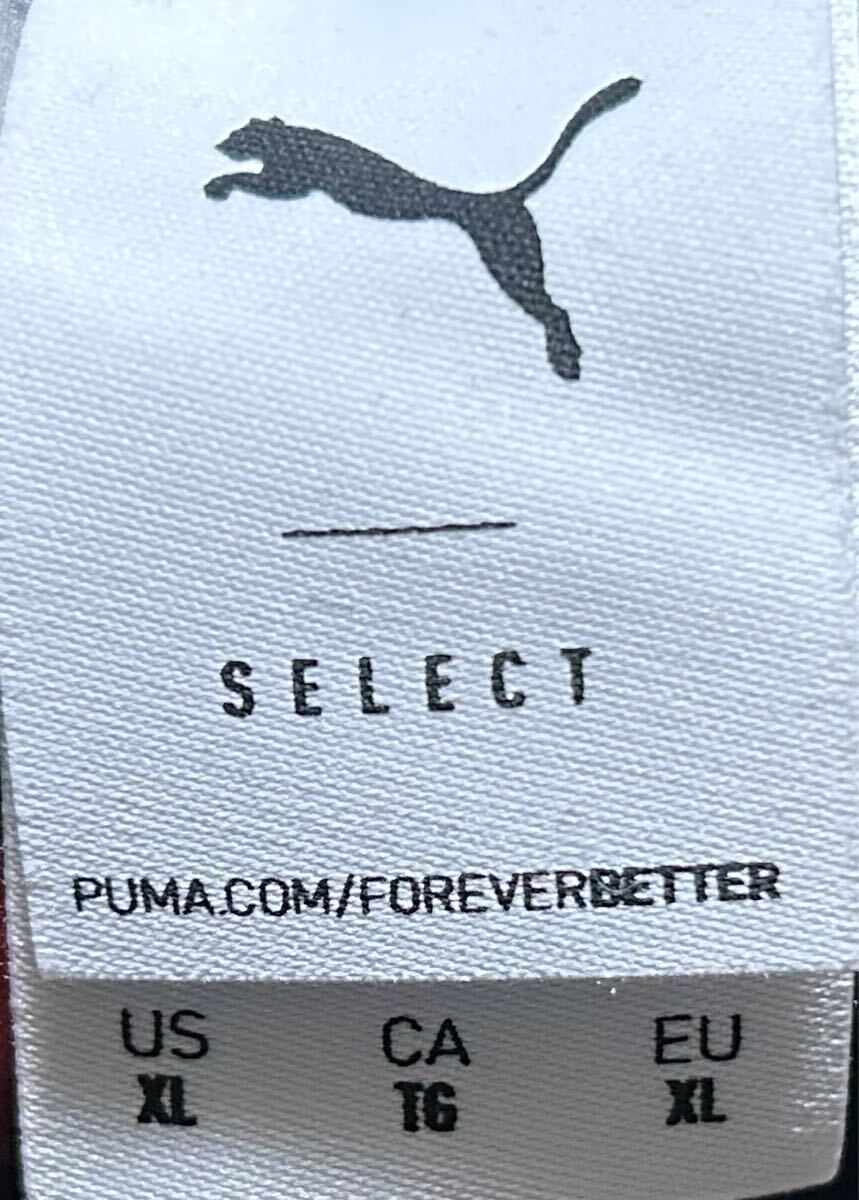 SELECT
PUMA.COM/FOREVERBETTER
US CA EU
XL TG XL